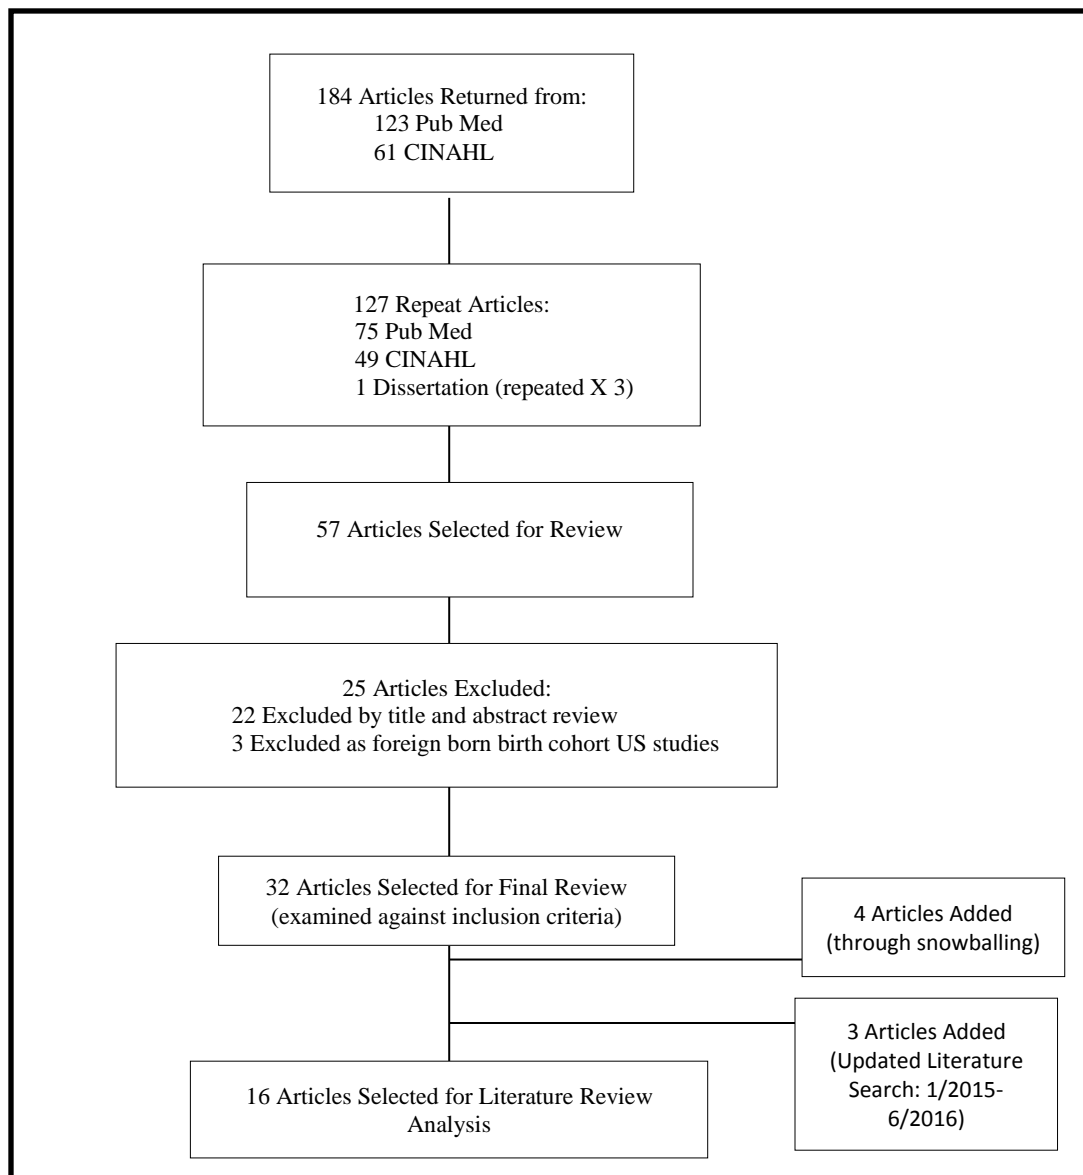 184 Articles Returned from:
123 Pub Med
61 CINAHL
127 Repeat Articles:
75 Pub Med
49 CINAHL
1 Dissertation (repeated X 3)
57 Articles Selected for Review
25 Articles Excluded:
22 Excluded by title and abstract review
3 Excluded as foreign born birth cohort US studies
32 Articles Selected for Final Review
(examined against inclusion criteria)
4 Articles Added
(through snowballing)
3 Articles Added
(Updated Literature
Search: 1/2015-
6/2016)
16 Articles Selected for Literature Review
Analysis